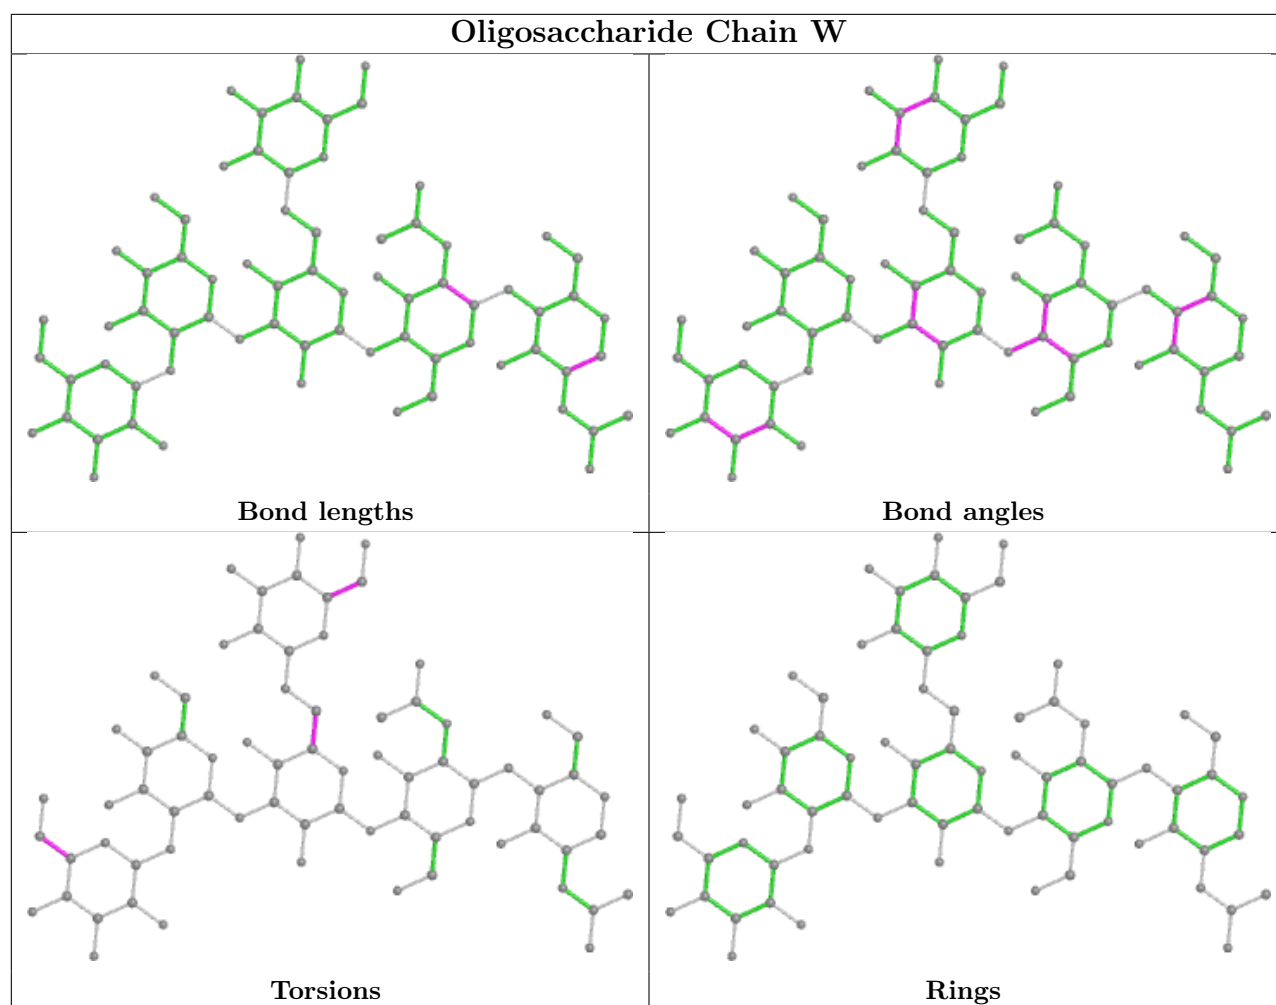 Oligosaccharide Chain W
Bond lengths
Bond angles
Torsions
Rings